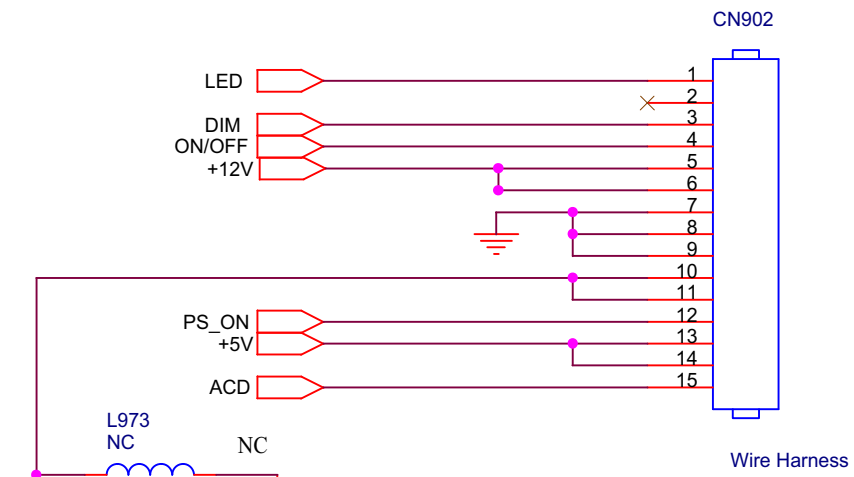 CN902
LED
1
2
DIM
3
ON/OFF
4
+12V
5
6
7
8
9
10
11
PS_ON
12
+5V
13
14
ACD
15
L973
NC
NC
Wire Harness